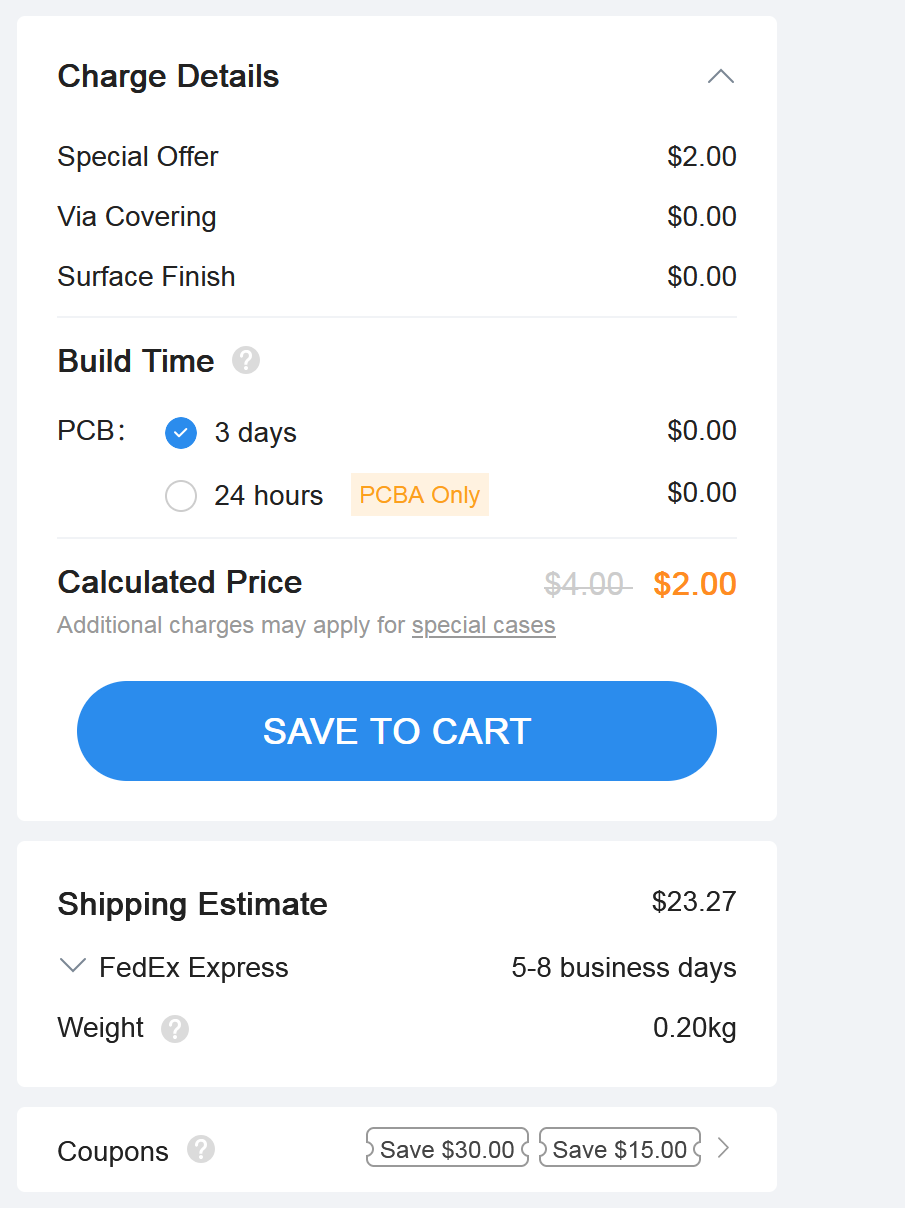 Charge Details
Special Offer $2.00
Via Covering $0.00
Surface Finish $0.00
Build Time ?
PCB: 3 days $0.00
24 hours PCBA Only $0.00
Calculated Price $4.00 $2.00
Additional charges may apply for special cases
SAVE TO CART
Shipping Estimate $23.27
FedEx Express 5-8 business days
Weight ? 0.20kg
Coupons ? Save $30.00 Save $15.00